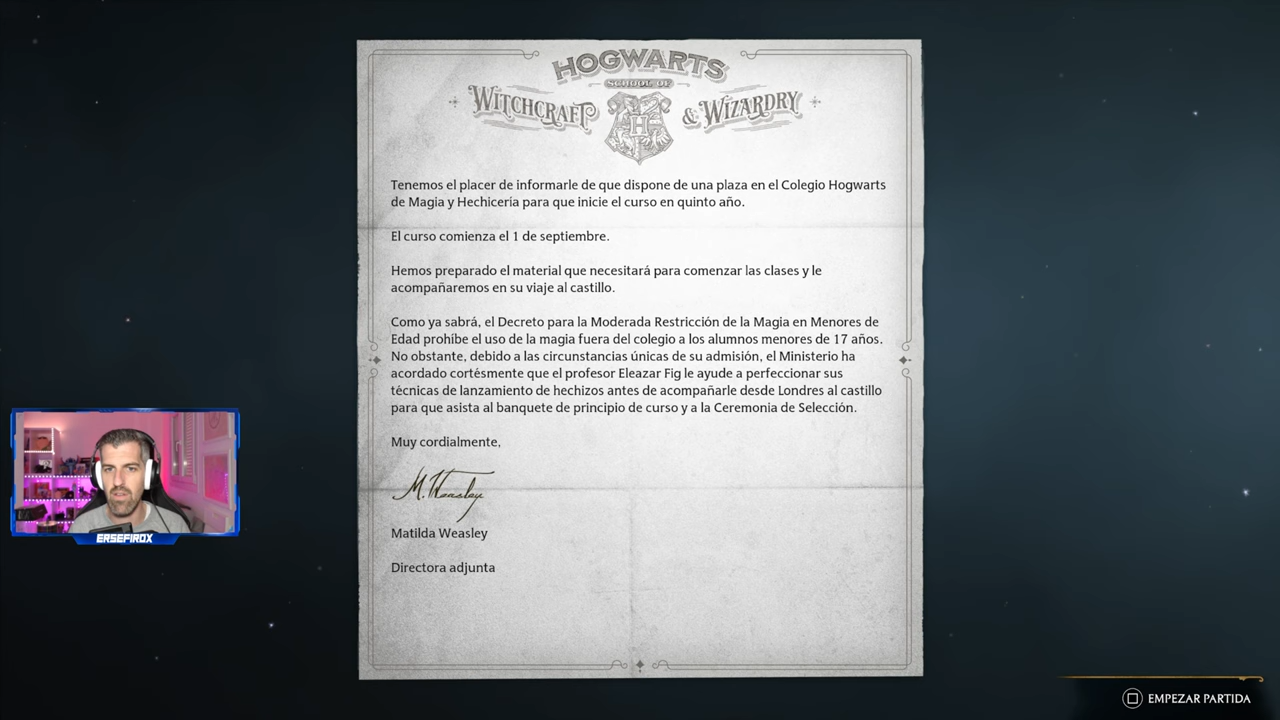 HOGWARTS
SCHOOL OF
WITCHCRAFT & WIZARDRY
H
Tenemos el placer de informarle de que dispone de una plaza en el Colegio Hogwarts
de Magia y Hechicería para que inicie el curso en quinto año.
El curso comienza el 1 de septiembre.
Hemos preparado el material que necesitará para comenzar las clases y le
acompañaremos en su viaje al castillo.
Como ya sabrá, el Decreto para la Moderada Restricción de la Magia en Menores de
Edad prohíbe el uso de la magia fuera del colegio a los alumnos menores de 17 años.
No obstante, debido a las circunstancias únicas de su admisión, el Ministerio ha
acordado cortésmente que el profesor Eleazar Fig le ayude a perfeccionar sus
técnicas de lanzamiento de hechizos antes de acompañarle desde Londres al castillo
para que asista al banquete de principio de curso y a la Ceremonia de Selección.
Muy cordialmente,
M. Weasley
Matilda Weasley
Directora adjunta
ERSEFIROX
EMPEZAR PARTIDA